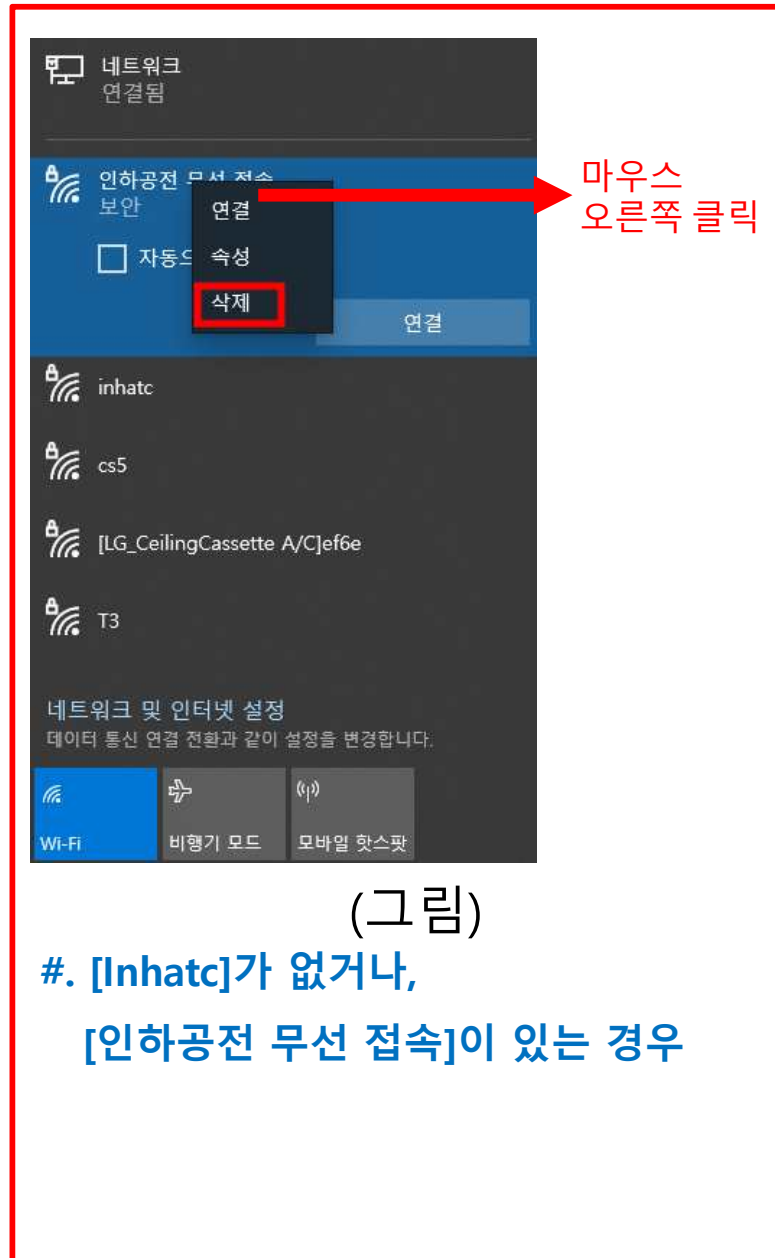 네트워크
연결됨
인하공전 무선 접속
마우스
오른쪽 클릭
보안
연결
자동으
속성
삭제
연결
inhatc
cs5
[LG_CeilingCassette A/C]ef6e
T3
네트워크 및 인터넷 설정
데이터 통신 연결 전환과 같이 설정을 변경합니다.
Wi-Fi
비행기 모드
모바일 핫스팟
(그림)
#. [Inhatc]가 없거나,
[인하공전 무선 접속]이 있는 경우